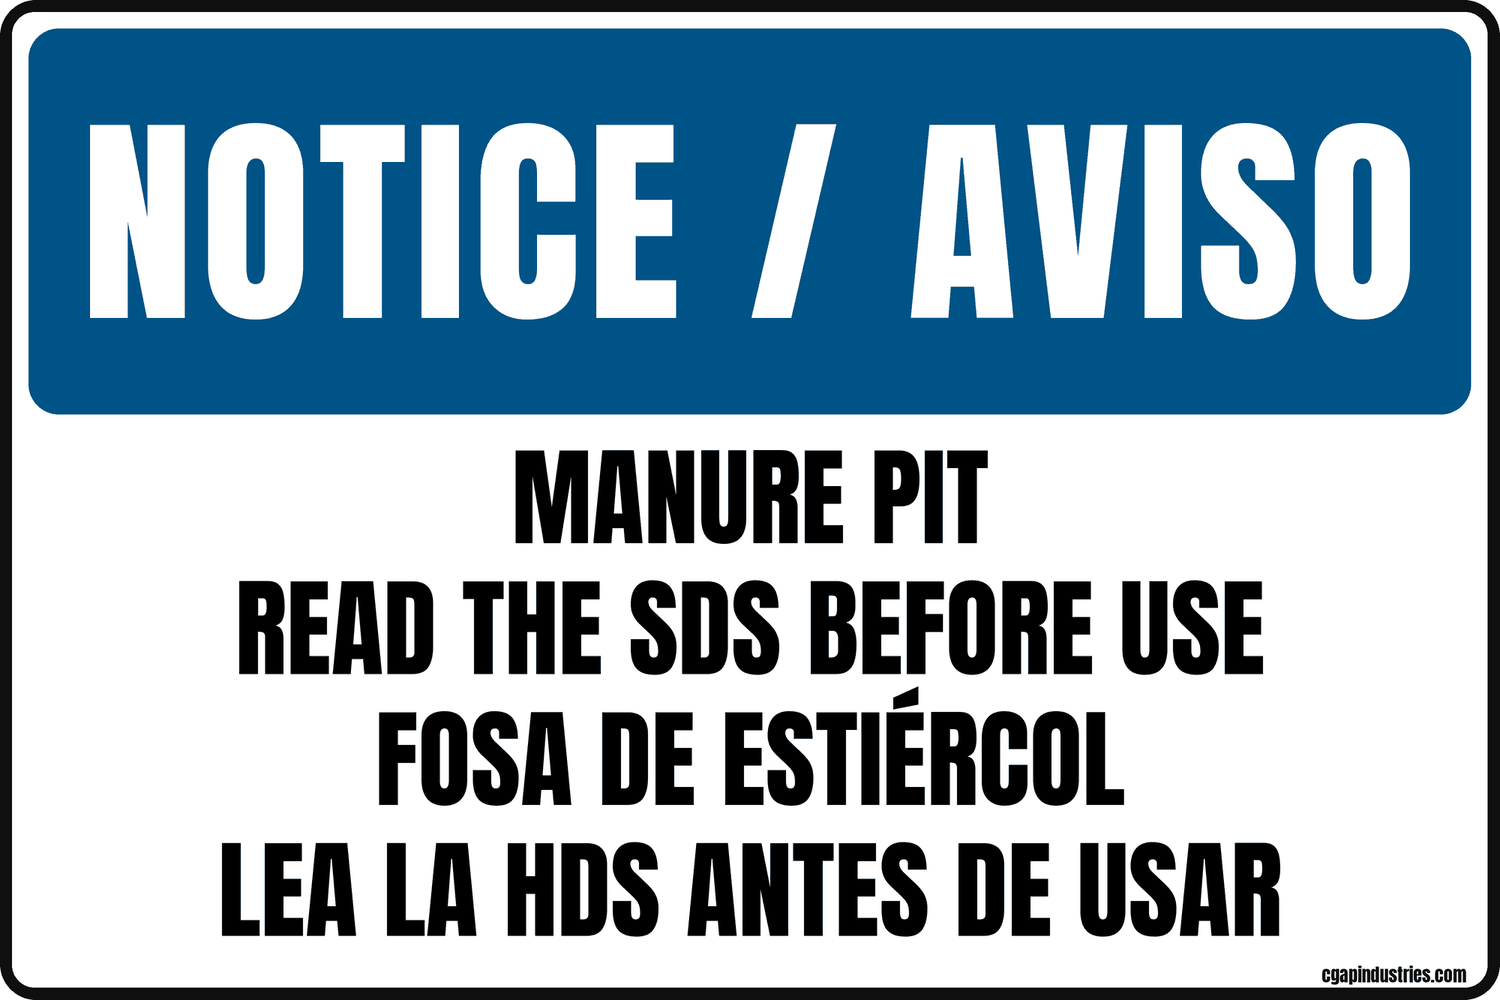 NOTICE / AVISO
MANURE PIT
READ THE SDS BEFORE USE
FOSA DE ESTIÉRCOL
LEA LA HDS ANTES DE USAR
cgapindustries.com